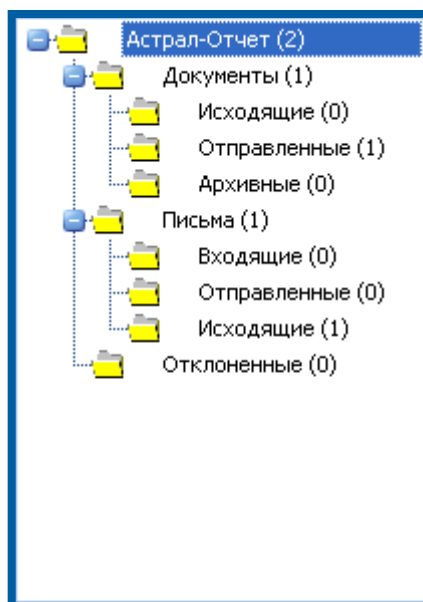 Астрал-Отчет (2)
Документы (1)
Исходящие (0)
Отправленные (1)
Архивные (0)
Письма (1)
Входящие (0)
Отправленные (0)
Исходящие (1)
Отклоненные (0)